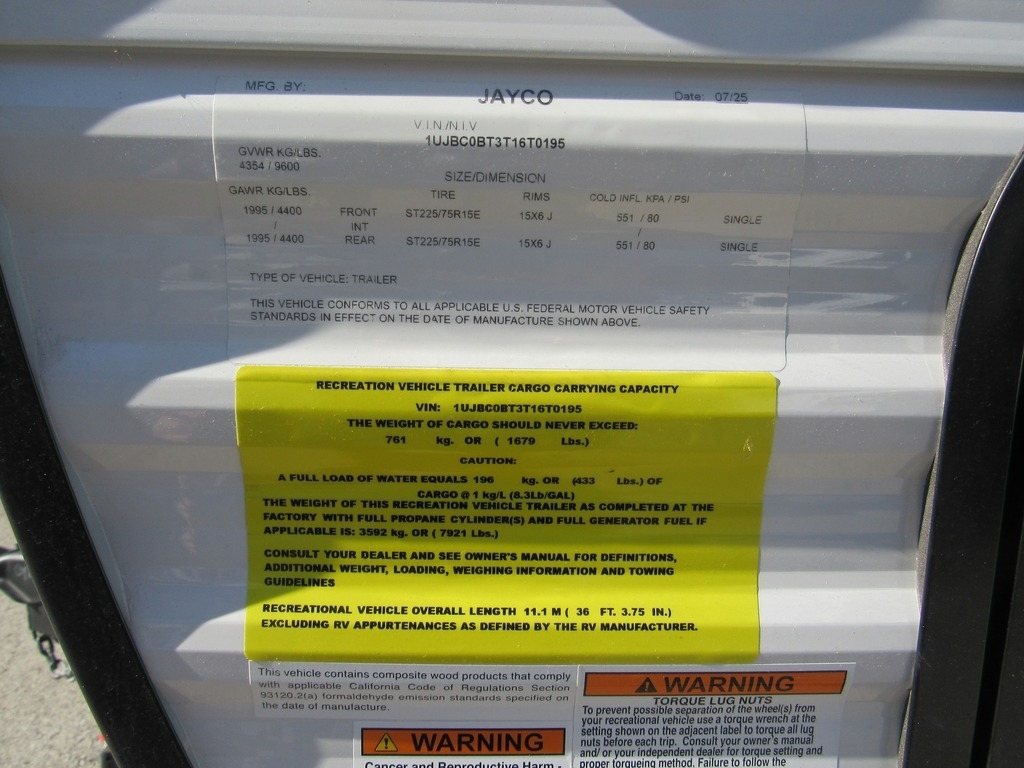 MFG. BY: JAYCO Date: 07/25
V.I.N./N.I.V
1UJBC0BT3T16T0195
GVWR KG/LBS.
4354 / 9600
SIZE/DIMENSION
GAWR KG/LBS. TIRE RIMS COLD INFL. KPA / PSI
1995 / 4400 FRONT ST225/75R15E 15X6 J 551 / 80 SINGLE
/ INT /
1995 / 4400 REAR ST225/75R15E 15X6 J 551 / 80 SINGLE
TYPE OF VEHICLE: TRAILER
THIS VEHICLE CONFORMS TO ALL APPLICABLE U.S. FEDERAL MOTOR VEHICLE SAFETY
STANDARDS IN EFFECT ON THE DATE OF MANUFACTURE SHOWN ABOVE.
RECREATION VEHICLE TRAILER CARGO CARRYING CAPACITY
VIN: 1UJBC0BT3T16T0195
THE WEIGHT OF CARGO SHOULD NEVER EXCEED:
761 kg. OR ( 1679 Lbs.)
CAUTION:
A FULL LOAD OF WATER EQUALS 196 kg. OR (433 Lbs.) OF
CARGO @ 1 kg/L (8.3Lb/GAL)
THE WEIGHT OF THIS RECREATION VEHICLE TRAILER AS COMPLETED AT THE
FACTORY WITH FULL PROPANE CYLINDER(S) AND FULL GENERATOR FUEL IF
APPLICABLE IS: 3592 kg. OR ( 7921 Lbs.)
CONSULT YOUR DEALER AND SEE OWNER'S MANUAL FOR DEFINITIONS,
ADDITIONAL WEIGHT, LOADING, WEIGHING INFORMATION AND TOWING
GUIDELINES
RECREATIONAL VEHICLE OVERALL LENGTH 11.1 M ( 36 FT. 3.75 IN.)
EXCLUDING RV APPURTENANCES AS DEFINED BY THE RV MANUFACTURER.
This vehicle contains composite wood products that comply
with applicable California Code of Regulations Section
93120.2(a) formaldehyde emission standards specified on
the date of manufacture.
WARNING
Cancer and Reproductive Harm -
WARNING
TORQUE LUG NUTS
To prevent possible separation of the wheel(s) from
your recreational vehicle use a torque wrench at the
setting shown on the adjacent label to torque all lug
nuts before each trip. Consult your owner's manual
and/ or your independent dealer for torque setting and
proper torqueing method. Failure to follow the